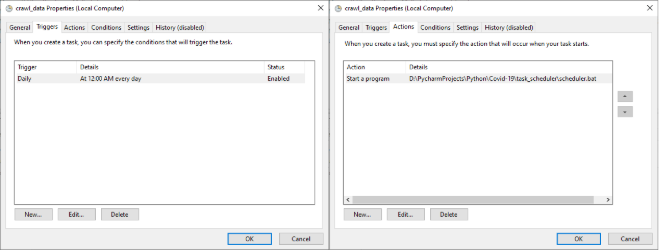 crawl_data Properties (Local Computer)
General Triggers Actions Conditions Settings History (disabled)
When you create a task, you can specify the conditions that will trigger the task.
Trigger Details Status
Daily At 12:00 AM every day Enabled
New... Edit... Delete
OK Cancel
crawl_data Properties (Local Computer)
General Triggers Actions Conditions Settings History (disabled)
When you create a task, you must specify the action that will occur when your task starts.
Action Details
Start a program D:\PycharmProjects\Python\Covid-19\task_scheduler\scheduler.bat
New... Edit... Delete
OK Cancel